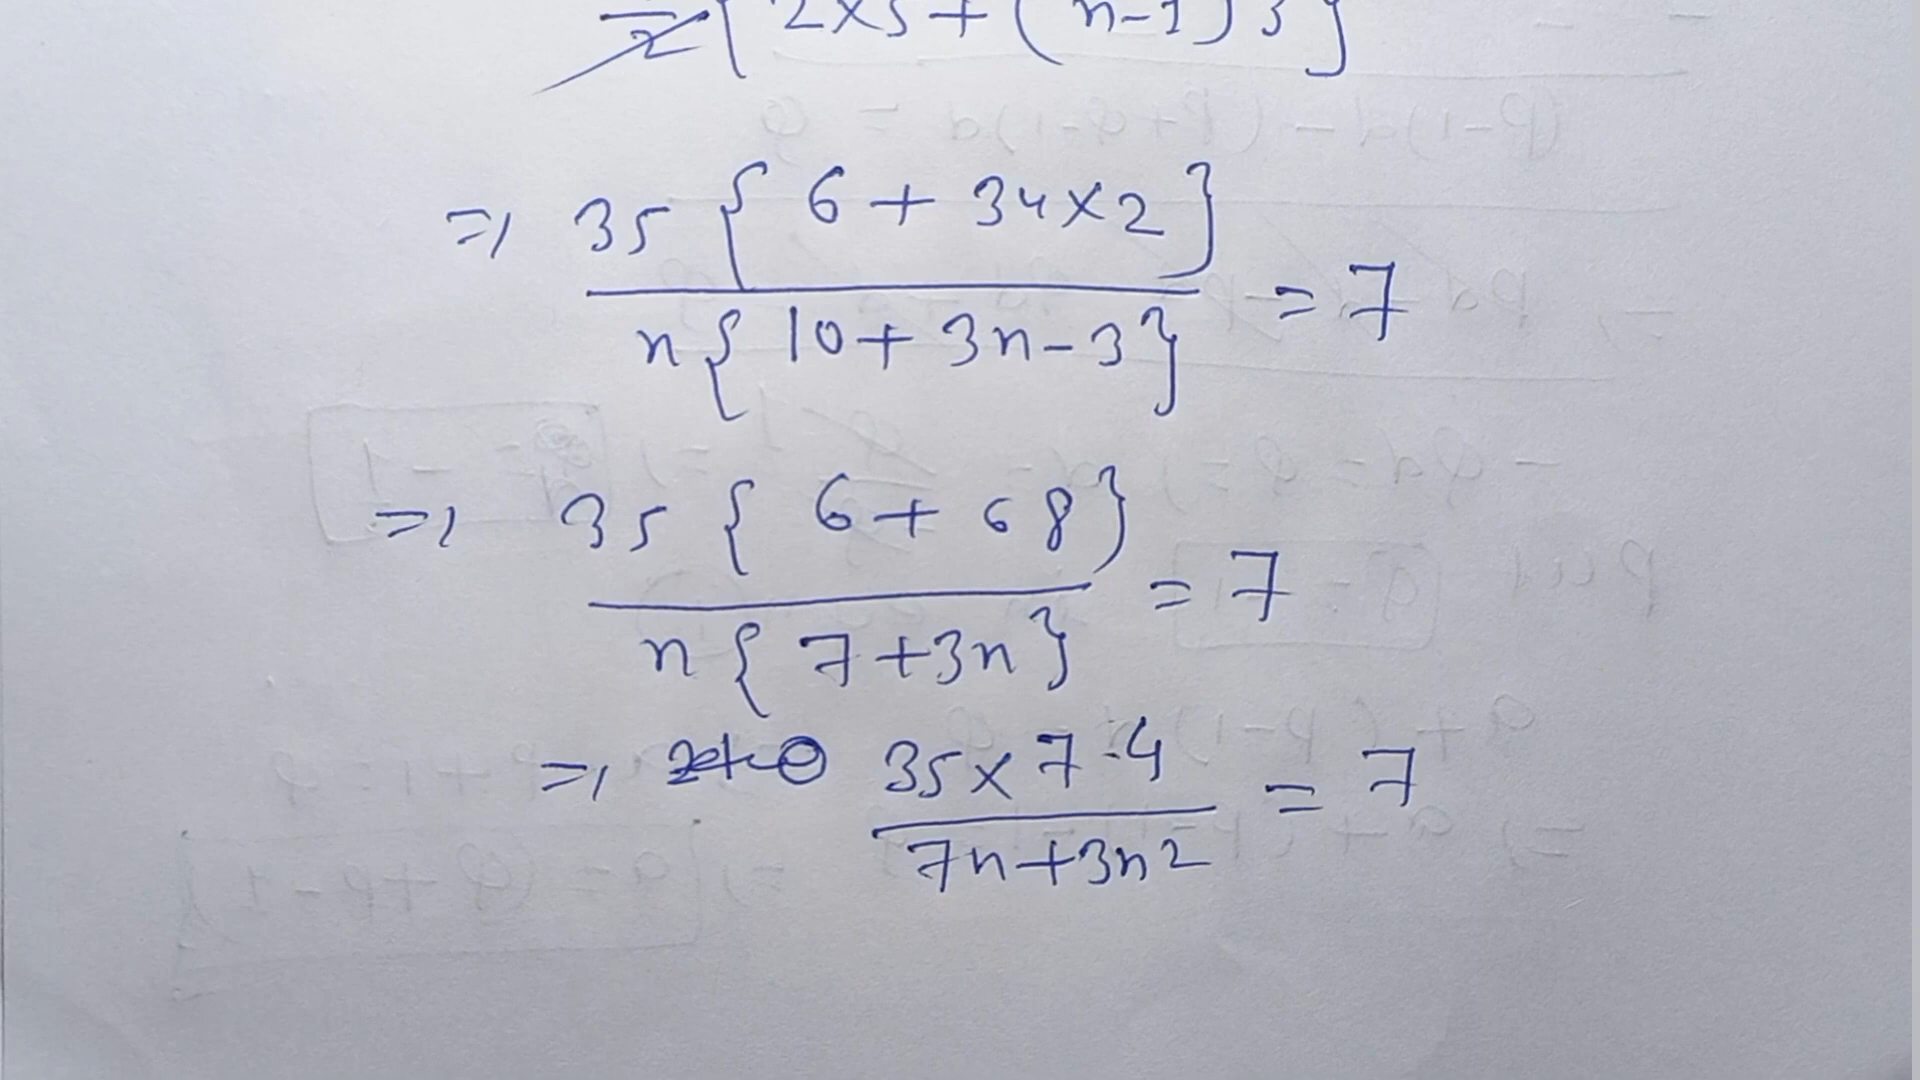 2 { 2×5 + (n-1) 3 }
=> 35 { 6 + 34×2 }
n { 10 + 3n - 3 } = 7
=> 35 { 6 + 68 }
n { 7 + 3n } = 7
=> 35 × 74
7n + 3n2 = 7